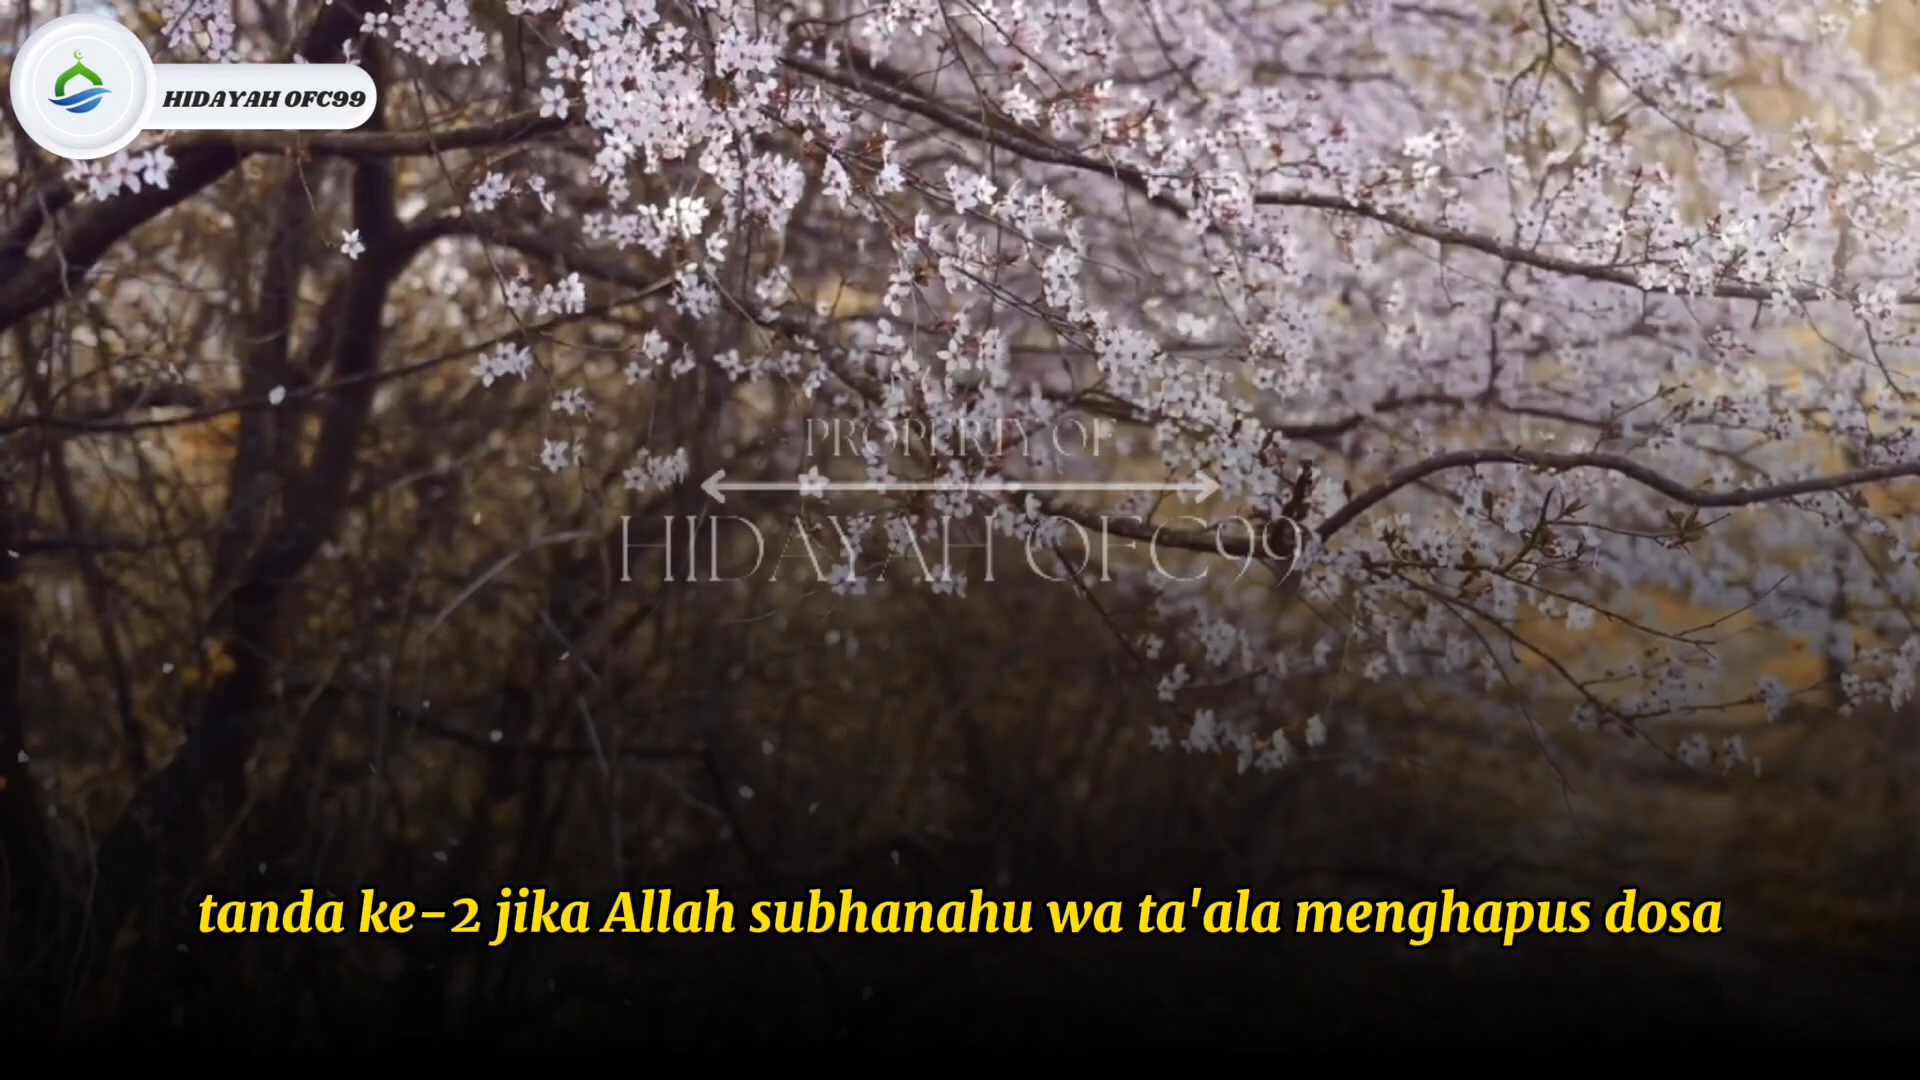 HIDAYAH OFC99
PROPERTY OF
HIDAYAH OFC99
tanda ke-2 jika Allah subhanahu wa ta'ala menghapus dosa